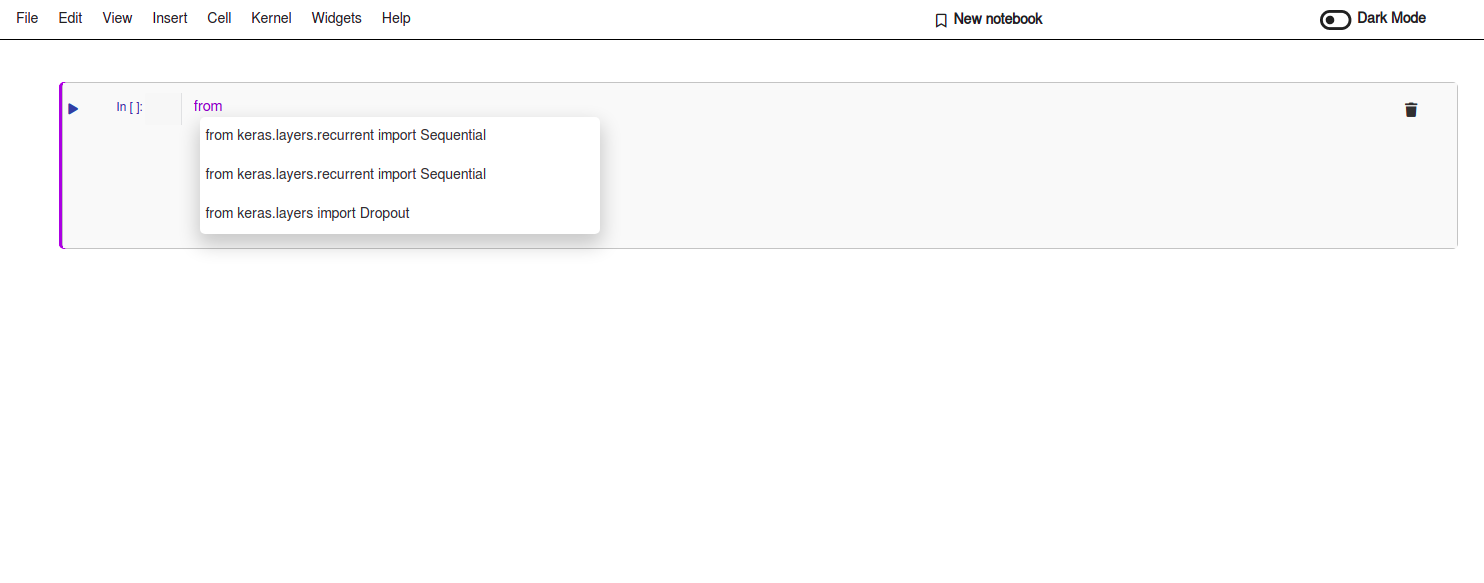 File Edit View Insert Cell Kernel Widgets Help New notebook Dark Mode
In [ ]: from
from keras.layers.recurrent import Sequential
from keras.layers.recurrent import Sequential
from keras.layers import Dropout